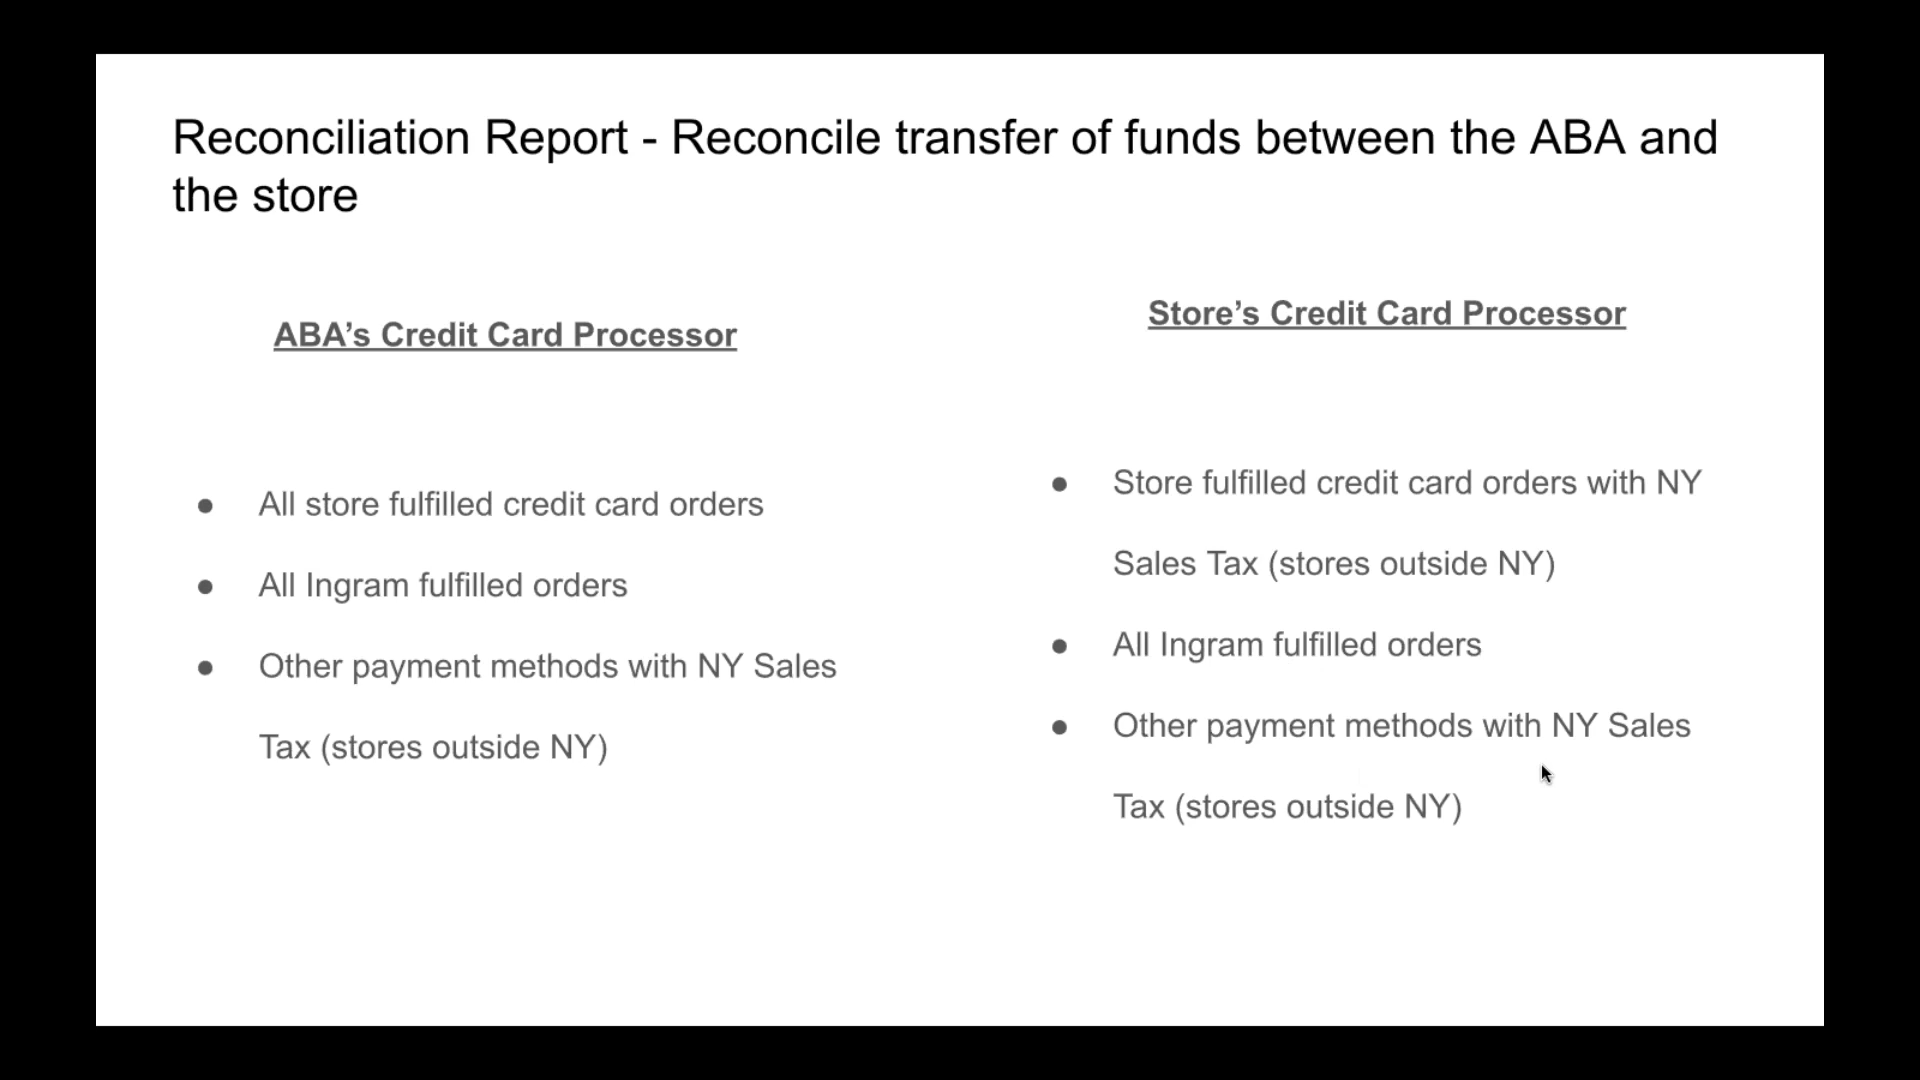 Reconciliation Report - Reconcile transfer of funds between the ABA and
the store
ABA’s Credit Card Processor
● All store fulfilled credit card orders
● All Ingram fulfilled orders
● Other payment methods with NY Sales
Tax (stores outside NY)
Store’s Credit Card Processor
● Store fulfilled credit card orders with NY
Sales Tax (stores outside NY)
● All Ingram fulfilled orders
● Other payment methods with NY Sales
Tax (stores outside NY)